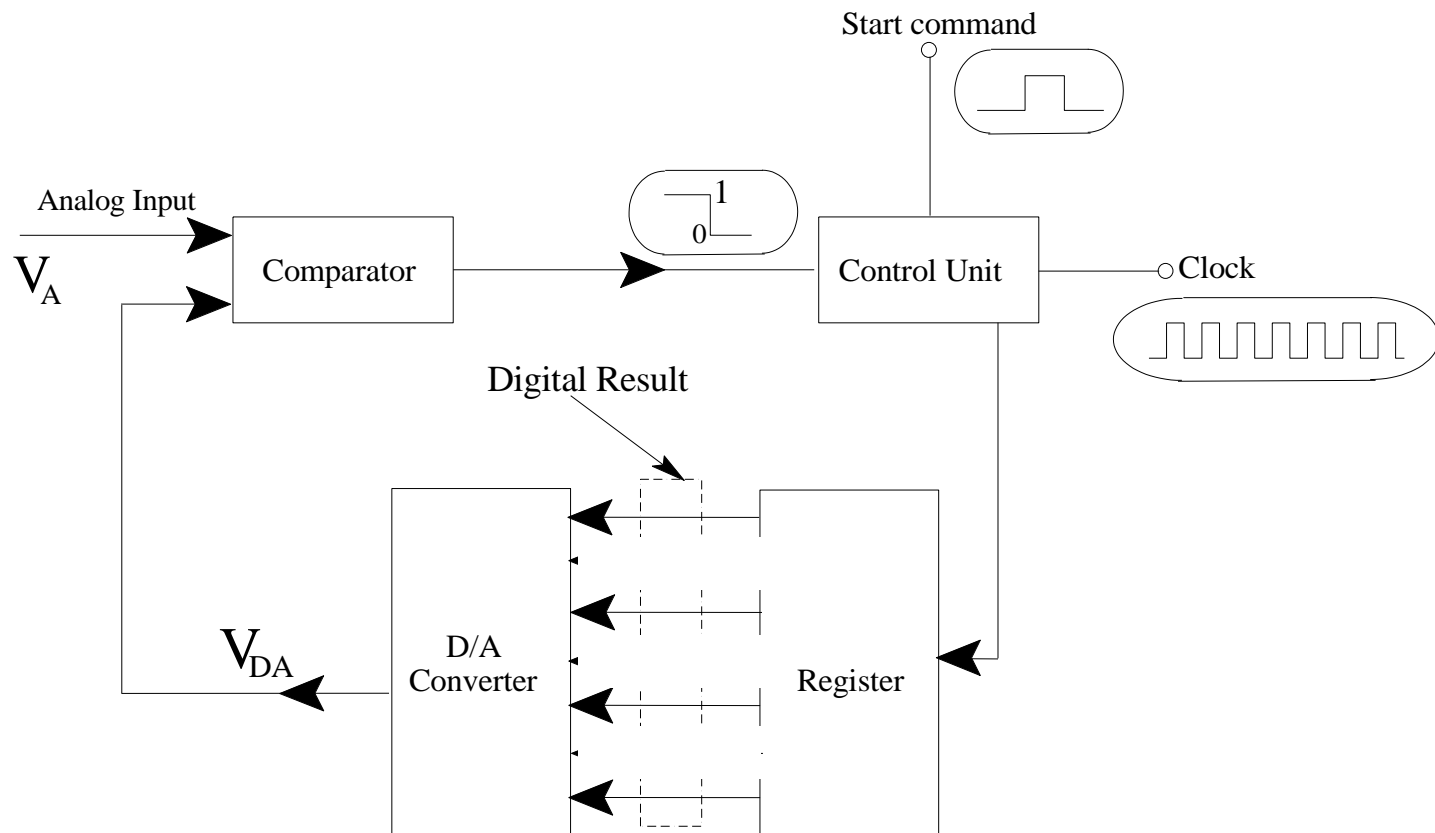 Start command
Analog Input
1
0
V_A
Comparator
Control Unit
Clock
Digital Result
V_DA
D/A
Converter
Register